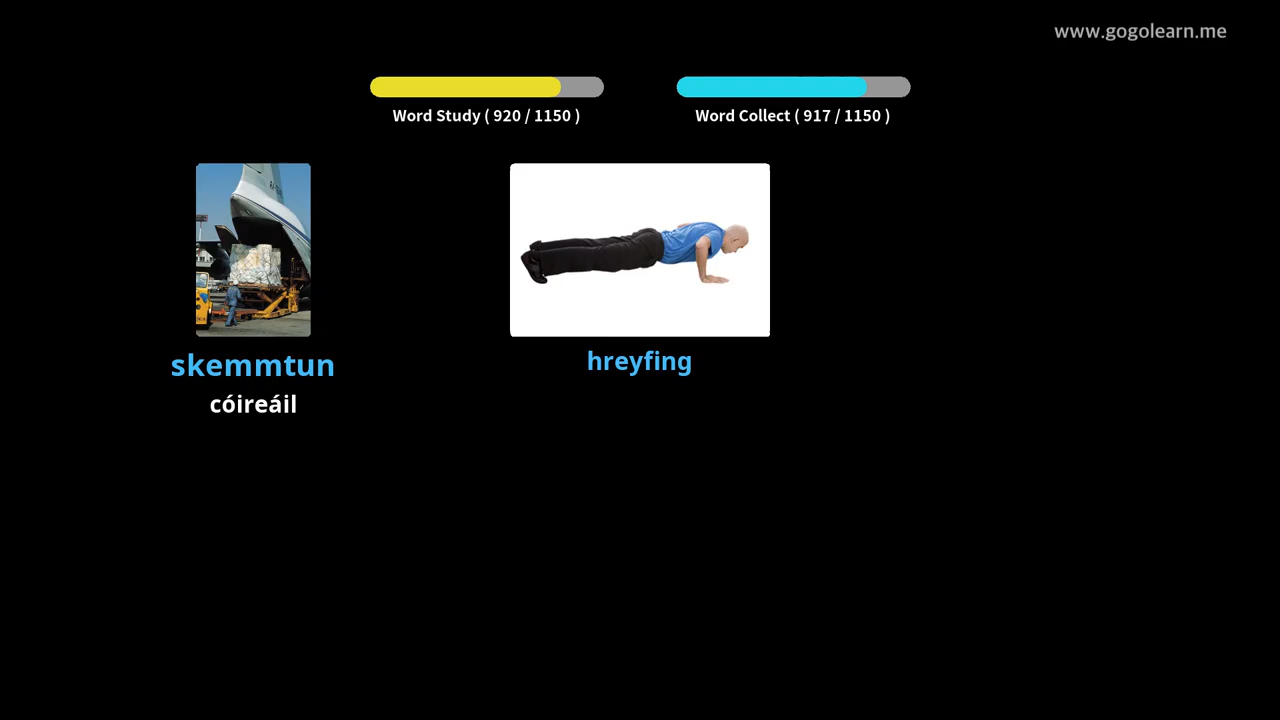 www.gogolearn.me
Word Study ( 920 / 1150 )
Word Collect ( 917 / 1150 )
skemmtun
cóireáil
hreyfing